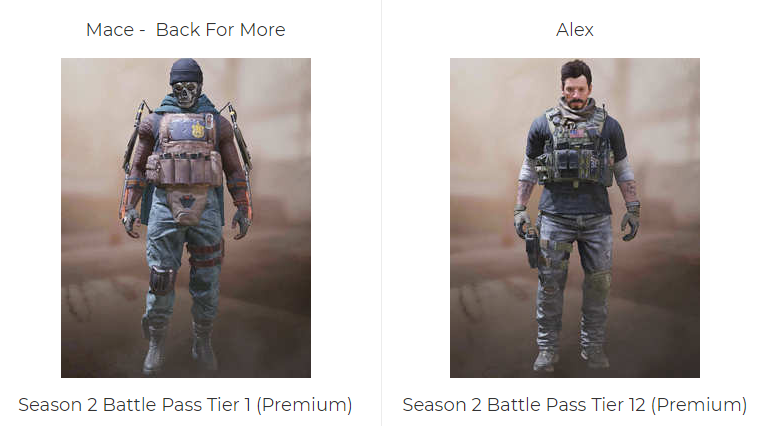 Mace -  Back For More
Alex
Season 2 Battle Pass Tier 1 (Premium)
Season 2 Battle Pass Tier 12 (Premium)